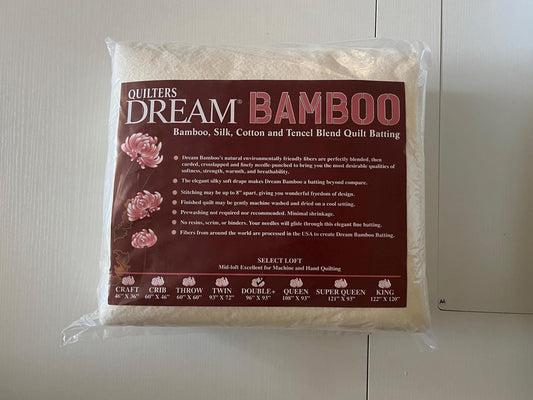 QUILTERS
DREAM® BAMBOO
Bamboo, Silk, Cotton and Tencel Blend Quilt Batting
Dream Bamboo's natural environmentally friendly fibers are perfectly blended, then
carded, crosslapped and finely needle-punched to bring you the most desirable qualities of
softness, strength, warmth, and breathability.
The elegant silky soft drape makes Dream Bamboo a batting beyond compare.
Stitching may be up to 8" apart, giving you wonderful freedom of design.
Finished quilt may be gently machine washed and dried on a cool setting.
Prewashing not required nor recommended. Minimal shrinkage.
No resins, scrim, or binders. Your needles will glide through this elegant fine batting.
Fibers from around the world are processed in the USA to create Dream Bamboo Batting.
SELECT LOFT
Mid-loft Excellent for Machine and Hand Quilting
CRAFT CRIB THROW TWIN DOUBLE+ QUEEN SUPER QUEEN KING
46" X 36" 60" X 46" 60" X 60" 93" X 72" 96" X 93" 108" X 93" 121" X 93" 122" X 120"